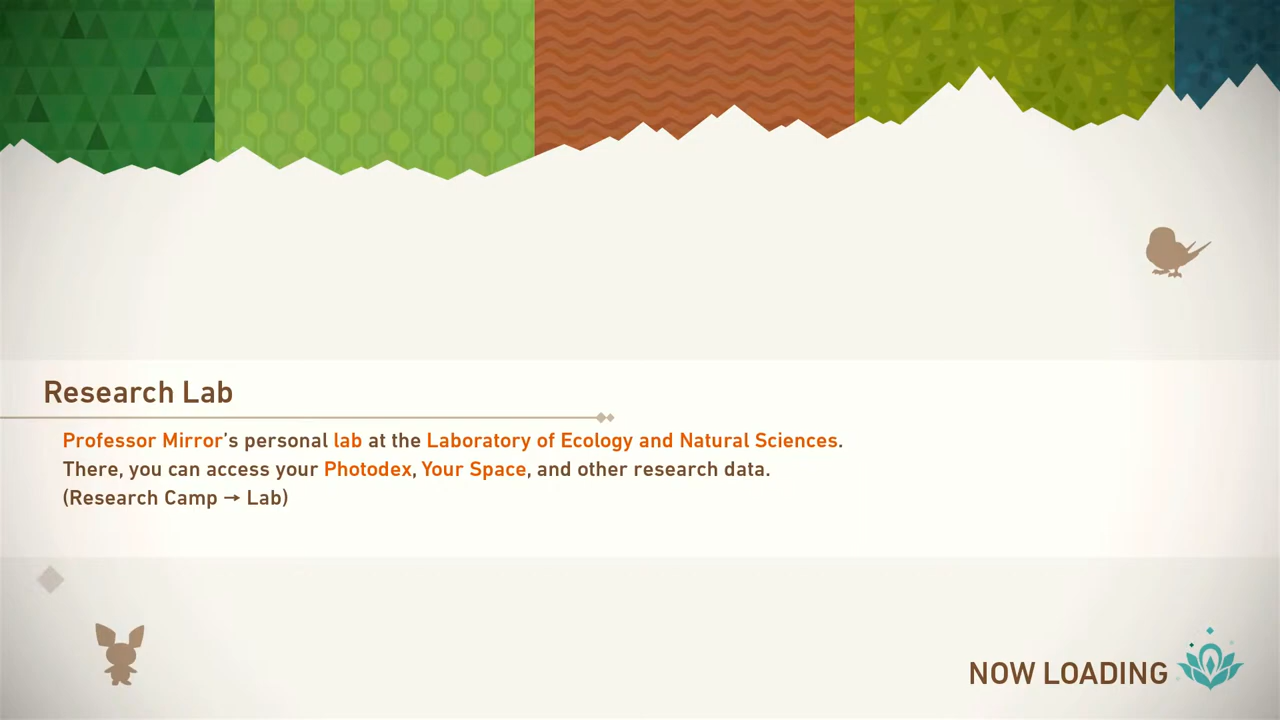 Research Lab
Professor Mirror's personal lab at the Laboratory of Ecology and Natural Sciences.
There, you can access your Photodex, Your Space, and other research data.
(Research Camp → Lab)
NOW LOADING